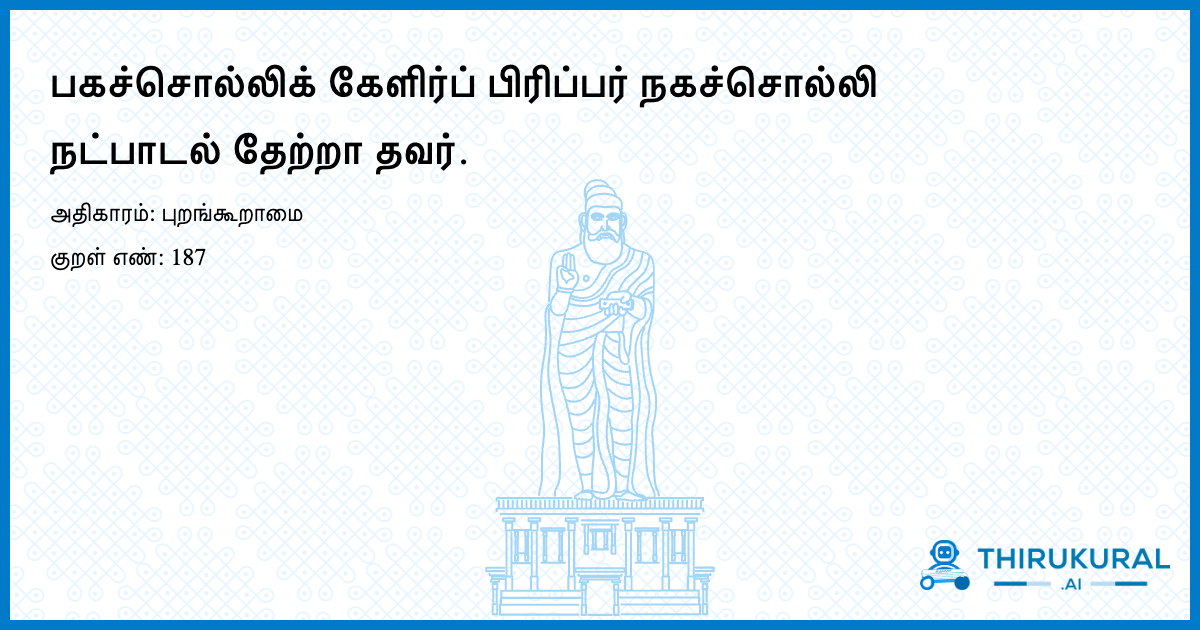 பகச்சொல்லிக் கேளிர்ப் பிரிப்பர் நகச்சொல்லி
நட்பாடல் தேற்றா தவர்.
அதிகாரம்: புறங்கூறாமை
குறள் எண்: 187
THIRUKURAL
.AI